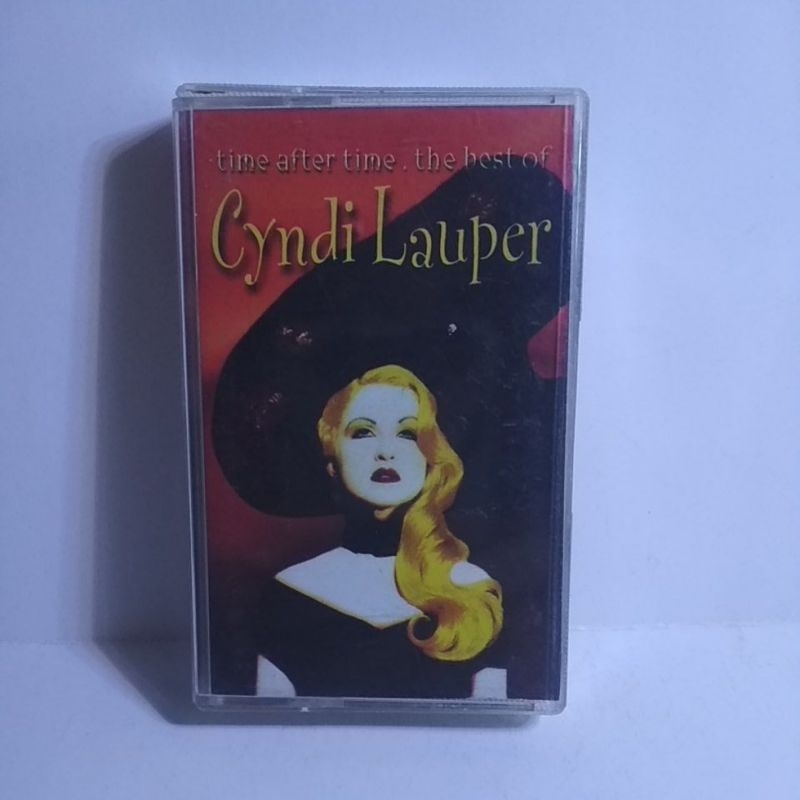 time after time . the best of
Cyndi Lauper